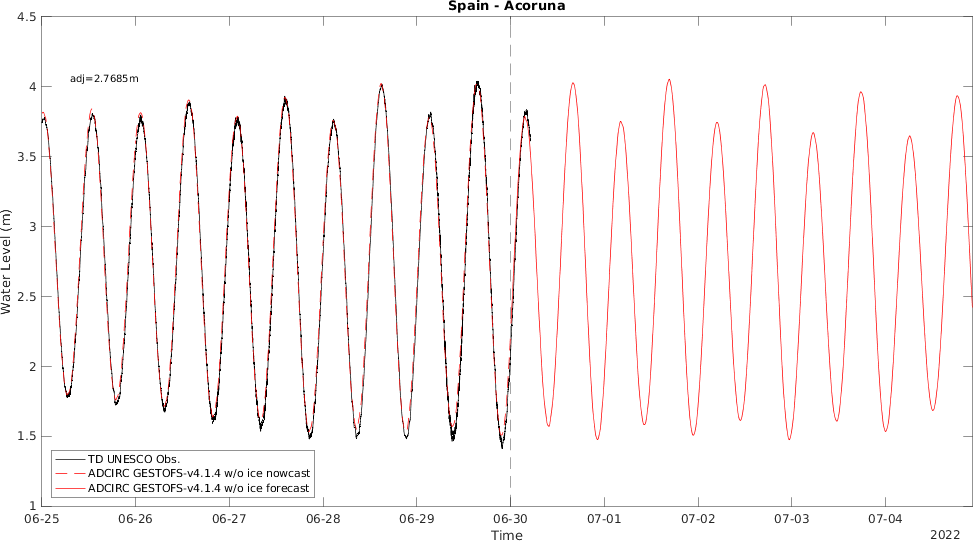 Spain - Acoruna
4.5
4
3.5
3
2.5
2
1.5
1
Water Level (m)
adj=2.7685m
TD UNESCO Obs.
ADCIRC GESTOFS-v4.1.4 w/o ice nowcast
ADCIRC GESTOFS-v4.1.4 w/o ice forecast
06-25 06-26 06-27 06-28 06-29 06-30 07-01 07-02 07-03 07-04
Time
2022